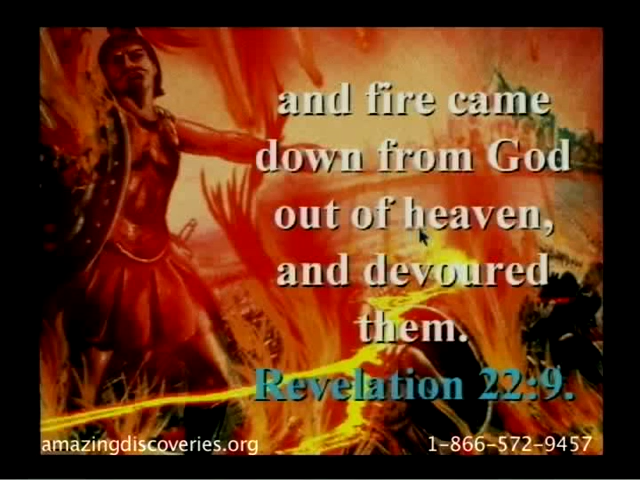 and fire came
down from God
out of heaven,
and devoured
them.
Revelation 22:9.
amazingdiscoveries.org
1-866-572-9457